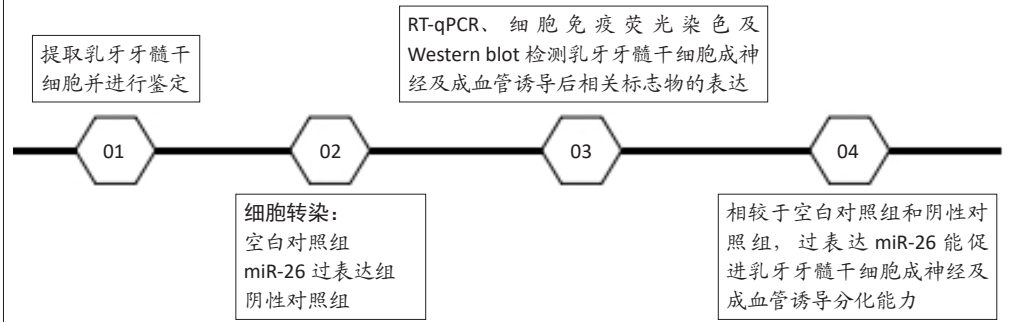 提取乳牙牙髓干
细胞并进行鉴定
RT-qPCR、细胞免疫荧光染色及
Western blot 检测乳牙牙髓干细胞成神
经及成血管诱导后相关标志物的表达
01
02
03
04
细胞转染：
空白对照组
miR-26 过表达组
阴性对照组
相较于空白对照组和阴性对
照组，过表达 miR-26 能促
进乳牙牙髓干细胞成神经及
成血管诱导分化能力